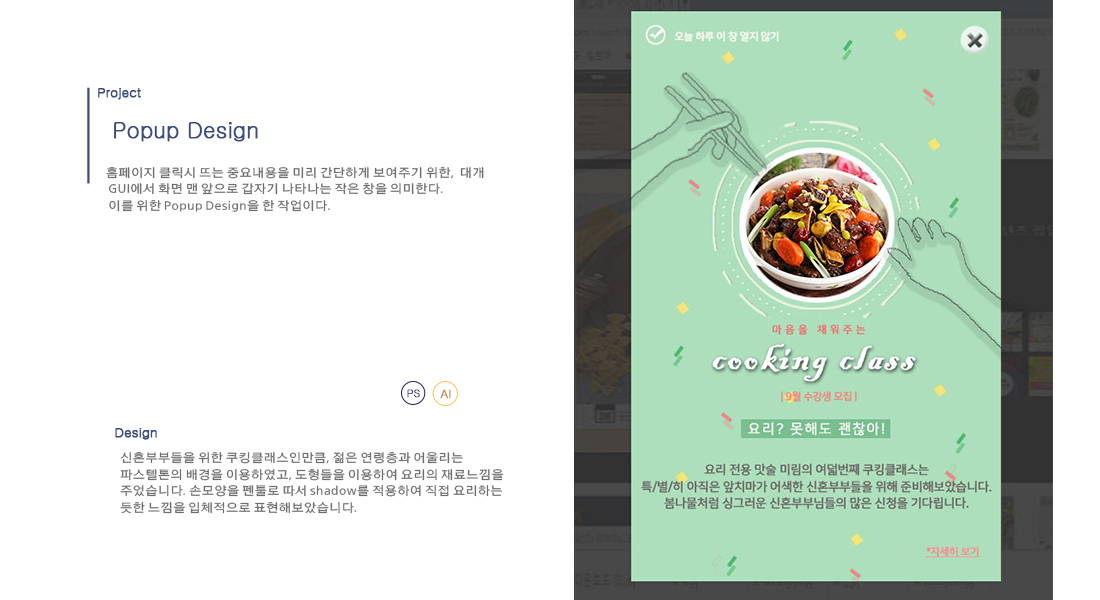 Project
Popup Design
홈페이지 클릭시 뜨는 중요내용을 미리 간단하게 보여주기 위한, 대개
GUI에서 화면 맨 앞으로 갑자기 나타나는 작은 창을 의미한다.
이를 위한 Popup Design을 한 작업이다.
PS AI
Design
신혼부부들을 위한 쿠킹클래스인만큼, 젊은 연령층과 어울리는
파스텔톤의 배경을 이용하였고, 도형들을 이용하여 요리의 재료느낌을
주었습니다. 손모양을 펜툴로 따서 shadow를 적용하여 직접 요리하는
듯한 느낌을 입체적으로 표현해보았습니다.
오늘 하루 이 창 열지 않기
마음을 채워주는
cooking class
| 9월 수강생 모집 |
요리? 못해도 괜찮아!
요리 전용 맛술 미림의 여덟번째 쿠킹클래스는
특/별/히 아직은 앞치마가 어색한 신혼부부들을 위해 준비해보았습니다.
봄나물처럼 싱그러운 신혼부부님들의 많은 신청을 기다립니다.
*자세히 보기